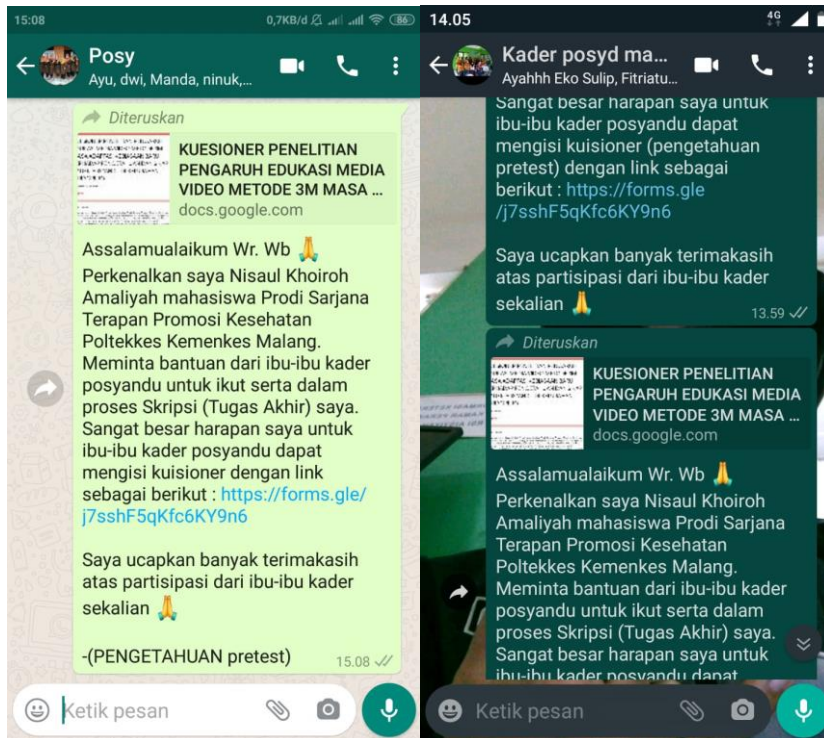 15:08
0,7KB/d
86
Posy
Ayu, dwi, Manda, ninuk,...
Diteruskan
KUESIONER PENELITIAN
PENGARUH EDUKASI MEDIA
VIDEO METODE 3M MASA ...
docs.google.com
Assalamualaikum Wr. Wb 🙏
Perkenalkan saya Nisaul Khoiroh
Amaliyah mahasiswa Prodi Sarjana
Terapan Promosi Kesehatan
Poltekkes Kemenkes Malang.
Meminta bantuan dari ibu-ibu kader
posyandu untuk ikut serta dalam
proses Skripsi (Tugas Akhir) saya.
Sangat besar harapan saya untuk
ibu-ibu kader posyandu dapat
mengisi kuisioner dengan link
sebagai berikut : https://forms.gle/
j7sshF5qKfc6KY9n6
Saya ucapkan banyak terimakasih
atas partisipasi dari ibu-ibu kader
sekalian 🙏
-(PENGETAHUAN pretest)
15.08
Ketik pesan
14.05
4G
Kader posyd ma...
Ayahhh Eko Sulip, Fitriatu...
Sangat besar harapan saya untuk
ibu-ibu kader posyandu dapat
mengisi kuisioner (pengetahuan
pretest) dengan link sebagai
berikut : https://forms.gle
/j7sshF5qKfc6KY9n6
Saya ucapkan banyak terimakasih
atas partisipasi dari ibu-ibu kader
sekalian 🙏
13.59
Diteruskan
KUESIONER PENELITIAN
PENGARUH EDUKASI MEDIA
VIDEO METODE 3M MASA ...
docs.google.com
Assalamualaikum Wr. Wb 🙏
Perkenalkan saya Nisaul Khoiroh
Amaliyah mahasiswa Prodi Sarjana
Terapan Promosi Kesehatan
Poltekkes Kemenkes Malang.
Meminta bantuan dari ibu-ibu kader
posyandu untuk ikut serta dalam
proses Skripsi (Tugas Akhir) saya.
Sangat besar harapan saya untuk
ibu-ibu kader posyandu dapat
Ketik pesan